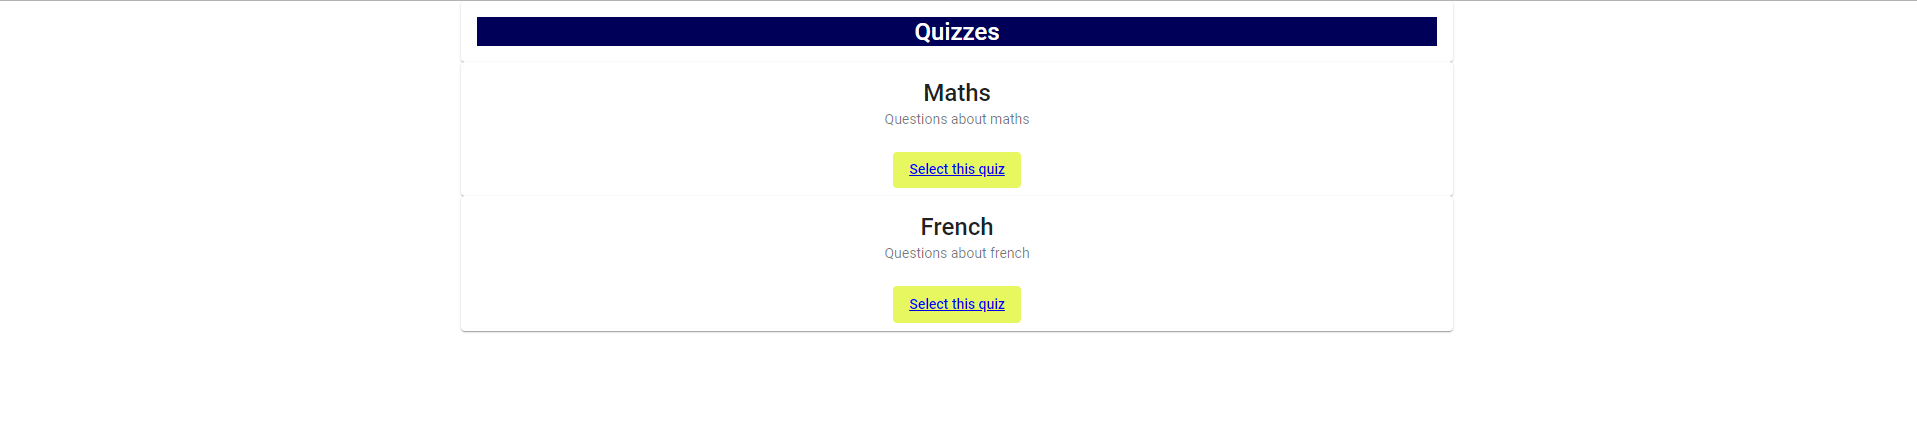 Quizzes
Maths
Questions about maths
Select this quiz
French
Questions about french
Select this quiz